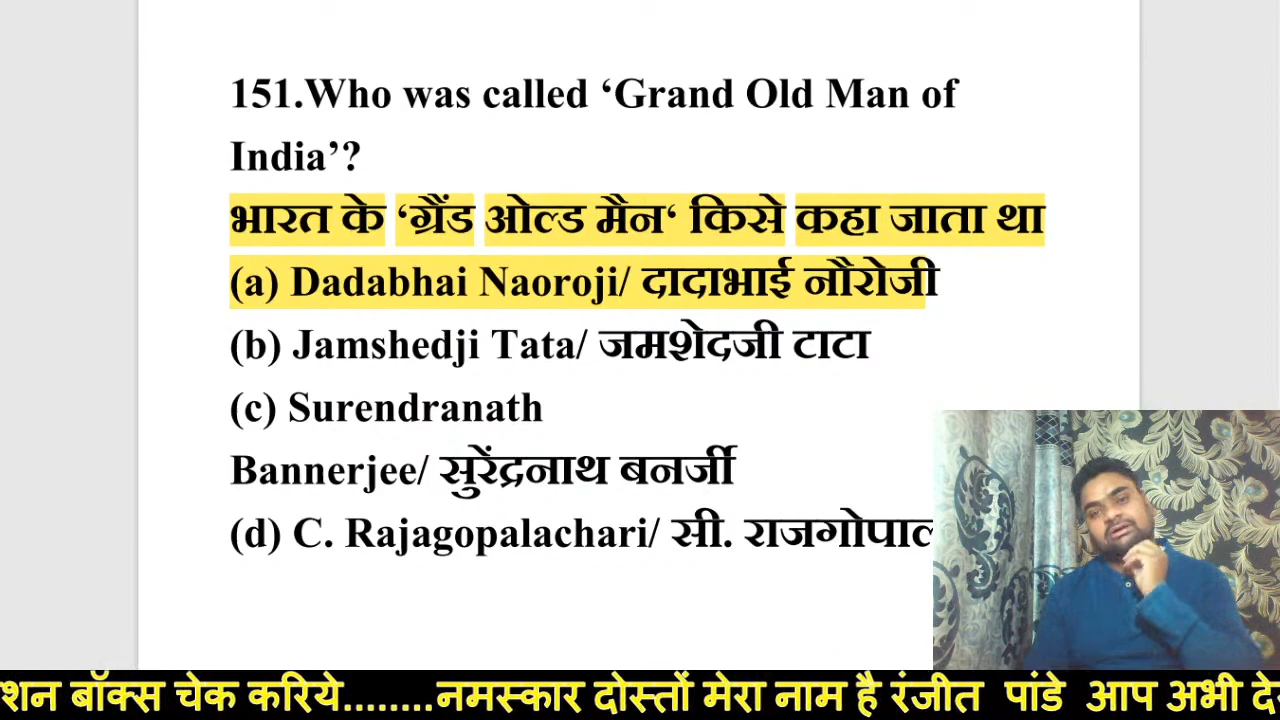 151.Who was called ‘Grand Old Man of
India’?
भारत के ‘ग्रैंड ओल्ड मैन‘ किसे कहा जाता था
(a) Dadabhai Naoroji/ दादाभाई नौरोजी
(b) Jamshedji Tata/ जमशेदजी टाटा
(c) Surendranath
Bannerjee/ सुरेंद्रनाथ बनर्जी
(d) C. Rajagopalachari/ सी. राजगोपाल
शन बॉक्स चेक करिये........नमस्कार दोस्तों मेरा नाम है रंजीत पांडे आप अभी दे